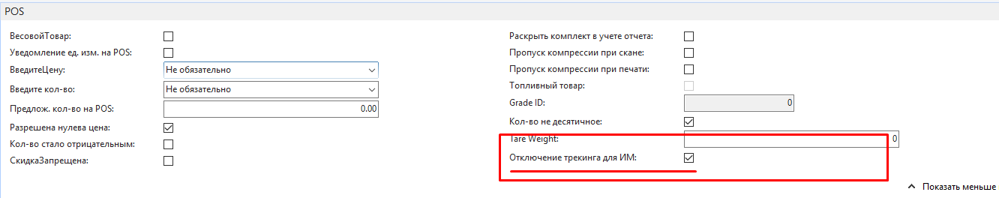 POS
ВесовойТовар:
Уведомление ед. изм. на POS:
ВведитеЦену: Не обязательно
Введите кол-во: Не обязательно
Предлож. кол-во на POS: 0.00
Разрешена нулева цена:
Кол-во стало отрицательным:
СкидкаЗапрещена:
Раскрыть комплект в учете отчета:
Пропуск компрессии при скане:
Пропуск компрессии при печати:
Топливный товар:
Grade ID: 0
Кол-во не десятичное:
Tare Weight: 0
Отключение трекинга для ИМ:
Показать меньше